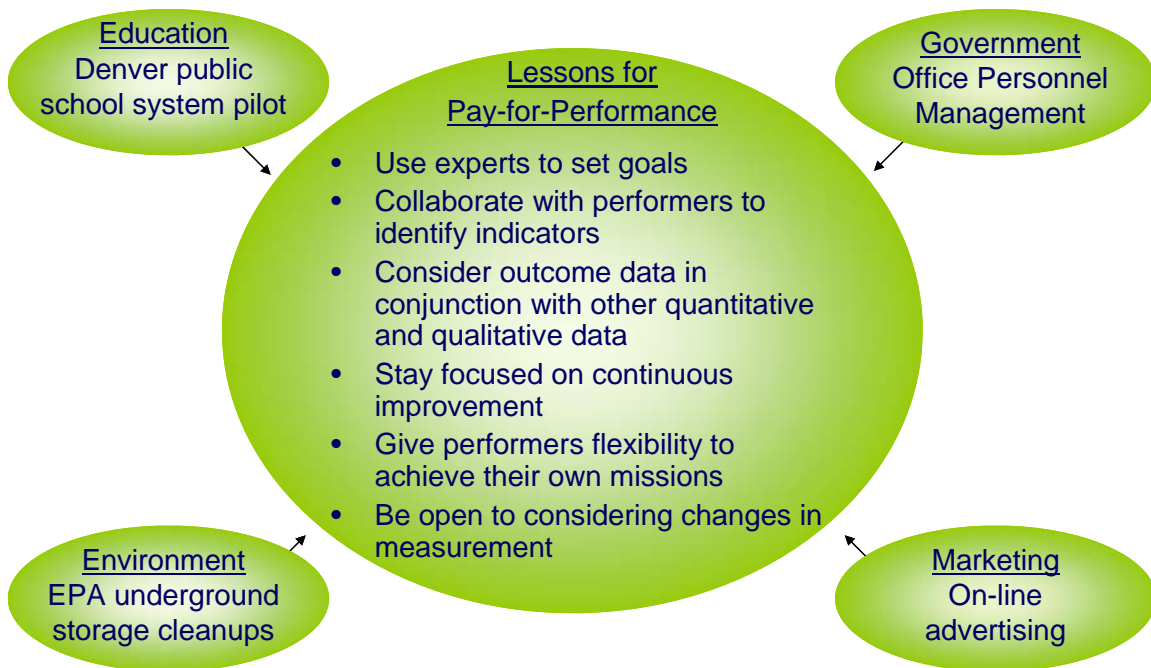 Education
Denver public
school system pilot
Government
Office Personnel
Management
Lessons for
Pay-for-Performance
• Use experts to set goals
• Collaborate with performers to
identify indicators
• Consider outcome data in
conjunction with other quantitative
and qualitative data
• Stay focused on continuous
improvement
• Give performers flexibility to
achieve their own missions
• Be open to considering changes in
measurement
Environment
EPA underground
storage cleanups
Marketing
On-line
advertising